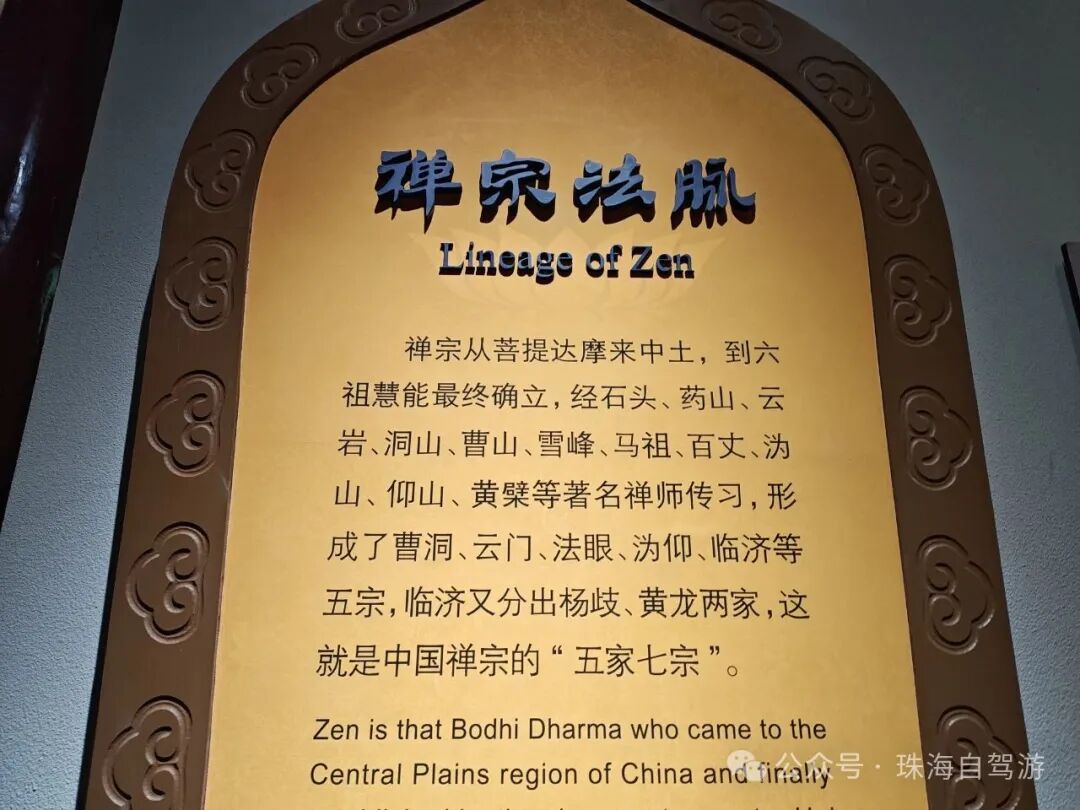 禅宗法脉
Lineage of Zen
禅宗从菩提达摩来中土，到六
祖慧能最终确立，经石头、药山、云
岩、洞山、曹山、雪峰、马祖、百丈、沩
山、仰山、黄檗等著名禅师传习，形
成了曹洞、云门、法眼、沩仰、临济等
五宗，临济又分出杨歧、黄龙两家，这
就是中国禅宗的“五家七宗”。
Zen is that Bodhi Dharma who came to the
Central Plains region of China and finally
公众号·珠海自驾游